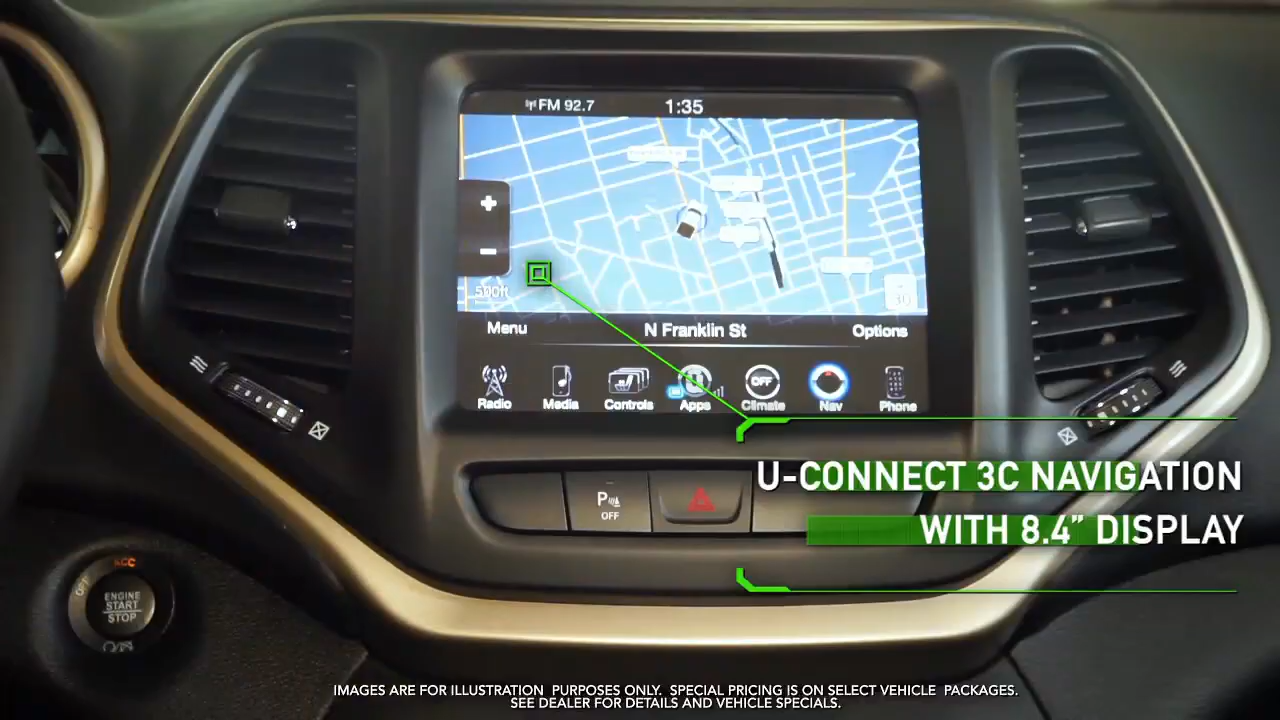 FM 92.7
1:35
500ft
30
Menu
N Franklin St
Options
OFF
Radio
Media
Controls
Apps
Climate
Nav
Phone
U-CONNECT 3C NAVIGATION
WITH 8.4” DISPLAY
P
OFF
ACC
OFF
ENGINE
START
STOP
IMAGES ARE FOR ILLUSTRATION PURPOSES ONLY. SPECIAL PRICING IS ON SELECT VEHICLE PACKAGES.
SEE DEALER FOR DETAILS AND VEHICLE SPECIALS.